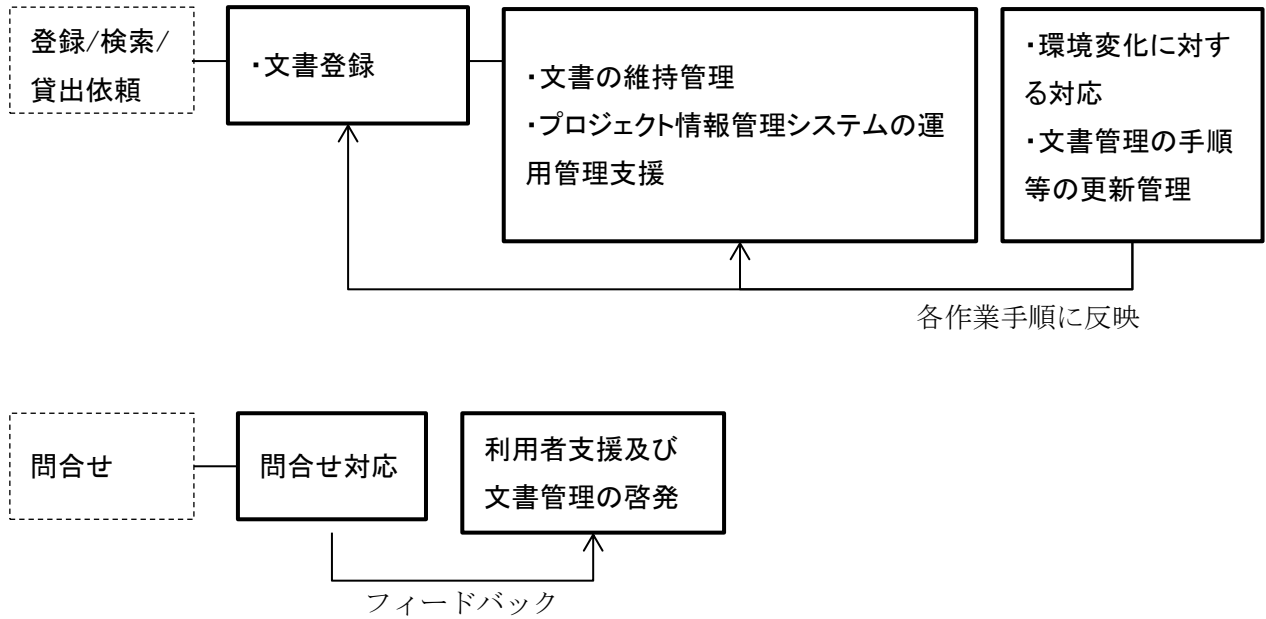 登録/検索/
貸出依頼
・文書登録
・文書の維持管理
・プロジェクト情報管理システムの運
用管理支援
・環境変化に対す
る対応
・文書管理の手順
等の更新管理
各作業手順に反映
問合せ
問合せ対応
利用者支援及び
文書管理の啓発
フィードバック